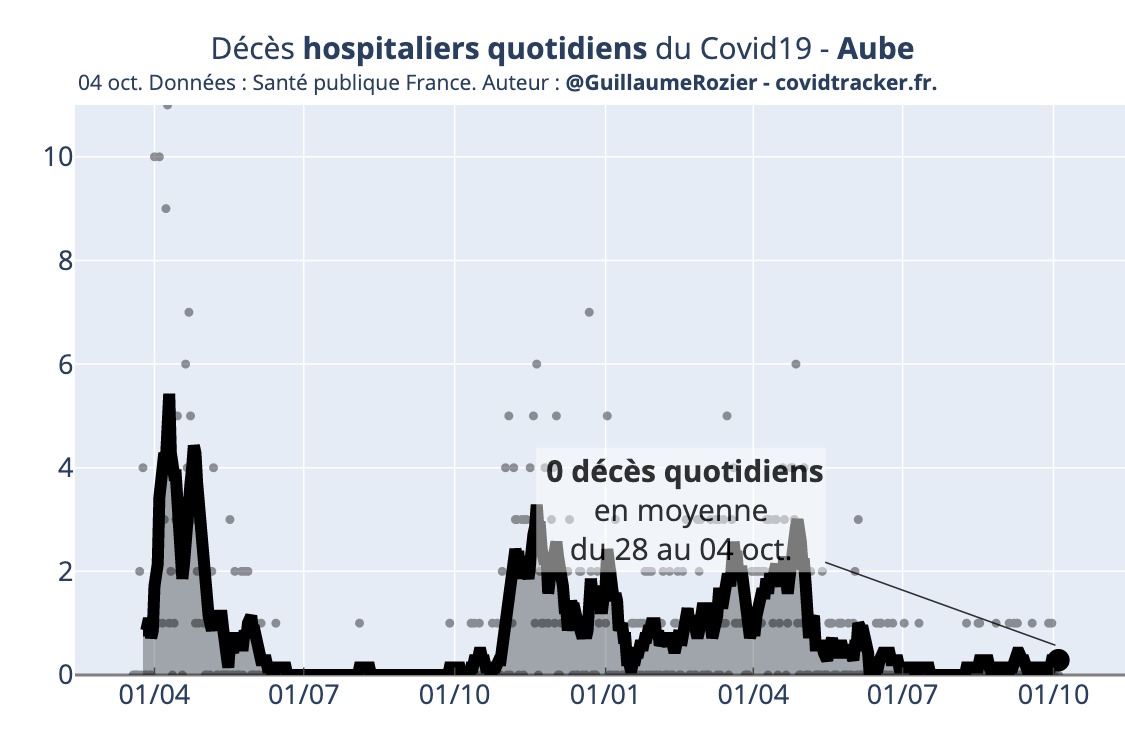 Décès hospitaliers quotidiens du Covid19 - Aube
04 oct. Données : Santé publique France. Auteur : @GuillaumeRozier - covidtracker.fr.
10
8
6
4
2
0
0 décès quotidiens
en moyenne
du 28 au 04 oct.
01/04 01/07 01/10 01/01 01/04 01/07 01/10